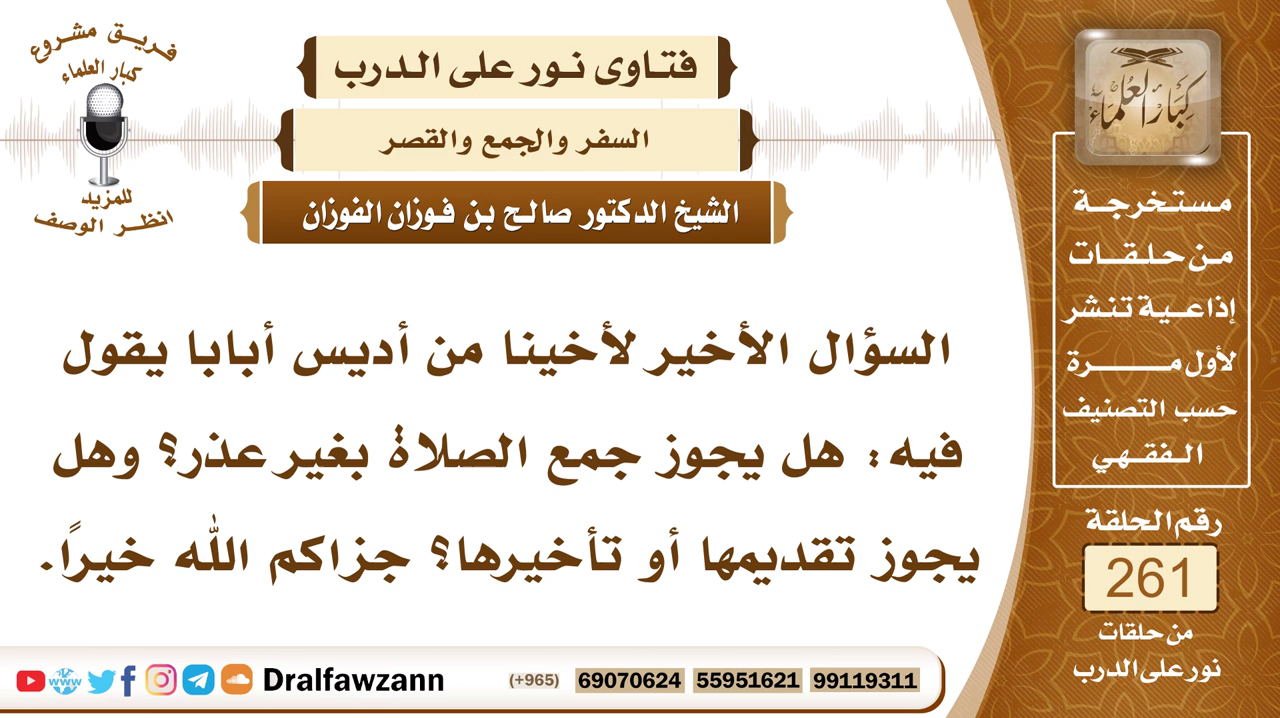 فريق مشروع
كبار العلماء
للمزيد
انظر الوصف
فتاوى نور على الدرب
السفر والجمع والقصر
الشيخ الدكتور صالح بن فوزان الفوزان
السؤال الأخير لأخينا من أديس أبابا يقول
فيه: هل يجوز جمع الصلاة بغير عذر؟ وهل
يجوز تقديمها أو تأخيرها؟ جزاكم الله خيراً.
كبار العلماء
مستخرجة
من حلقات
إذاعية تنشر
لأول مرة
حسب التصنيف
الفقهي
رقم الحلقة
261
من حلقات
نور على الدرب
www Dralfawzann (+965) 69070624 55951621 99119311